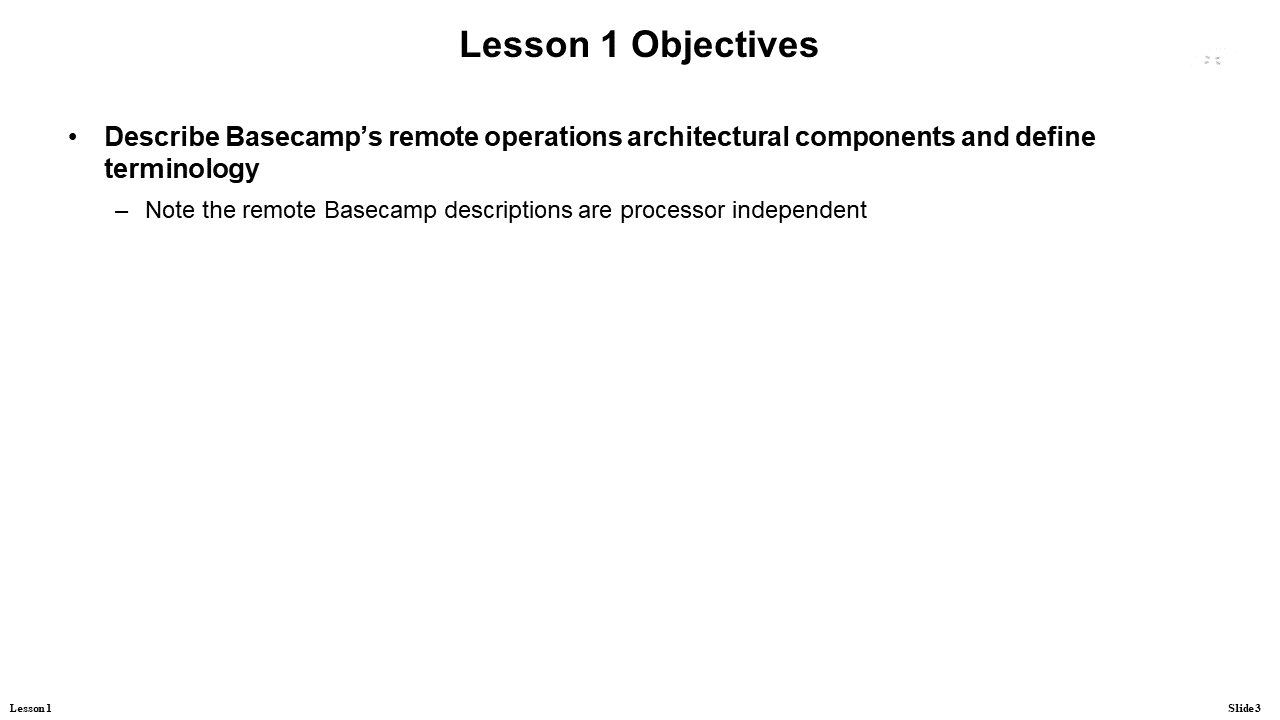 Lesson 1 Objectives
• Describe Basecamp’s remote operations architectural components and define
terminology
– Note the remote Basecamp descriptions are processor independent
Lesson 1
Slide 3